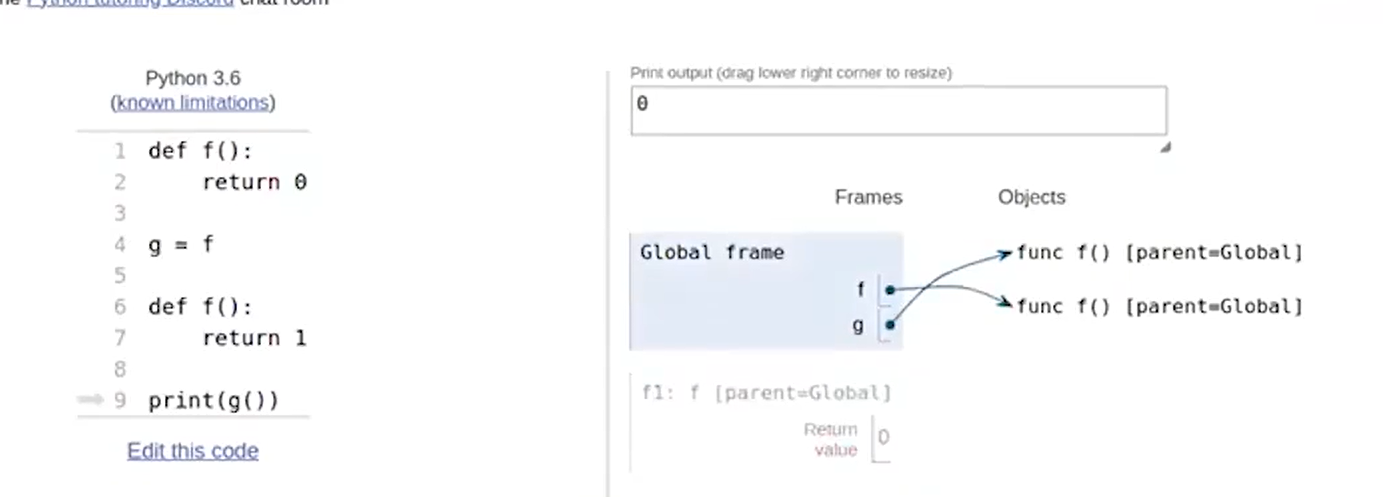 Python tutoring Discord chat room
Python 3.6
(known limitations)
1 def f():
2     return 0
3
4 g = f
5
6 def f():
7     return 1
8
9 print(g())
Edit this code
Print output (drag lower right corner to resize)
0
Frames Objects
Global frame
f
g
func f() [parent=Global]
func f() [parent=Global]
f1: f [parent=Global]
Return
value
0